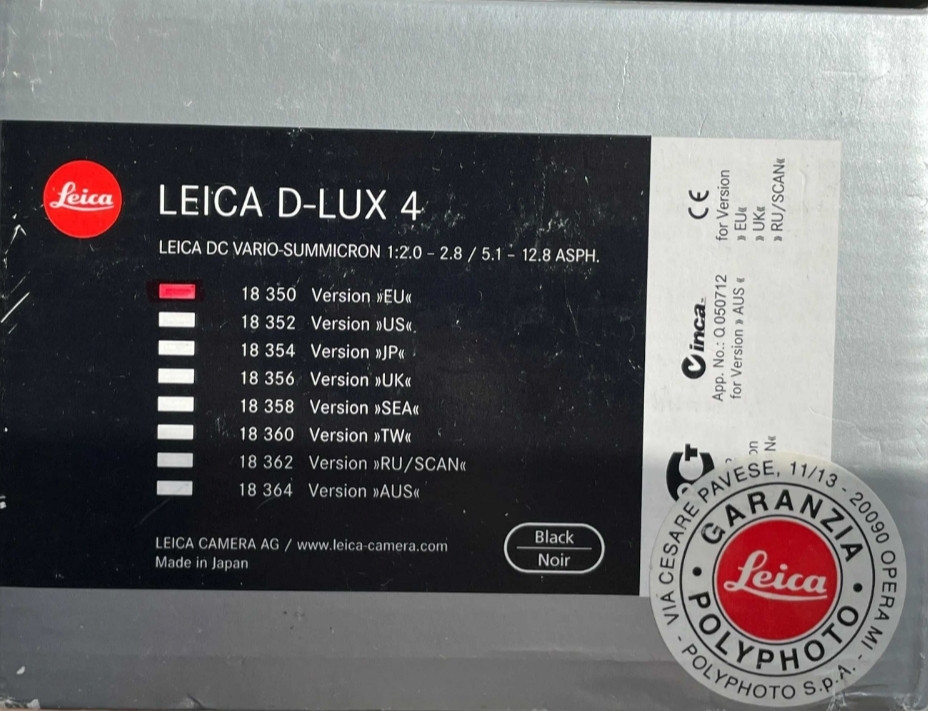 Leica
LEICA D-LUX 4
LEICA DC VARIO-SUMMICRON 1:2.0 - 2.8 / 5.1 - 12.8 ASPH.
18 350 Version »EU«
18 352 Version »US«
18 354 Version »JP«
18 356 Version »UK«
18 358 Version »SEA«
18 360 Version »TW«
18 362 Version »RU/SCAN«
18 364 Version »AUS«
LEICA CAMERA AG / www.leica-camera.com
Made in Japan
Black
Noir
CE
for Version
»EU«
»UK«
»RU/SCAN«
inca
App. No.: Q 050712
for Version »AUS«
VIA CESARE PAVESE, 11/13 - 20090 OPERA MI - POLYPHOTO S.p.A. -
GARANZIA
Leica
POLYPHOTO